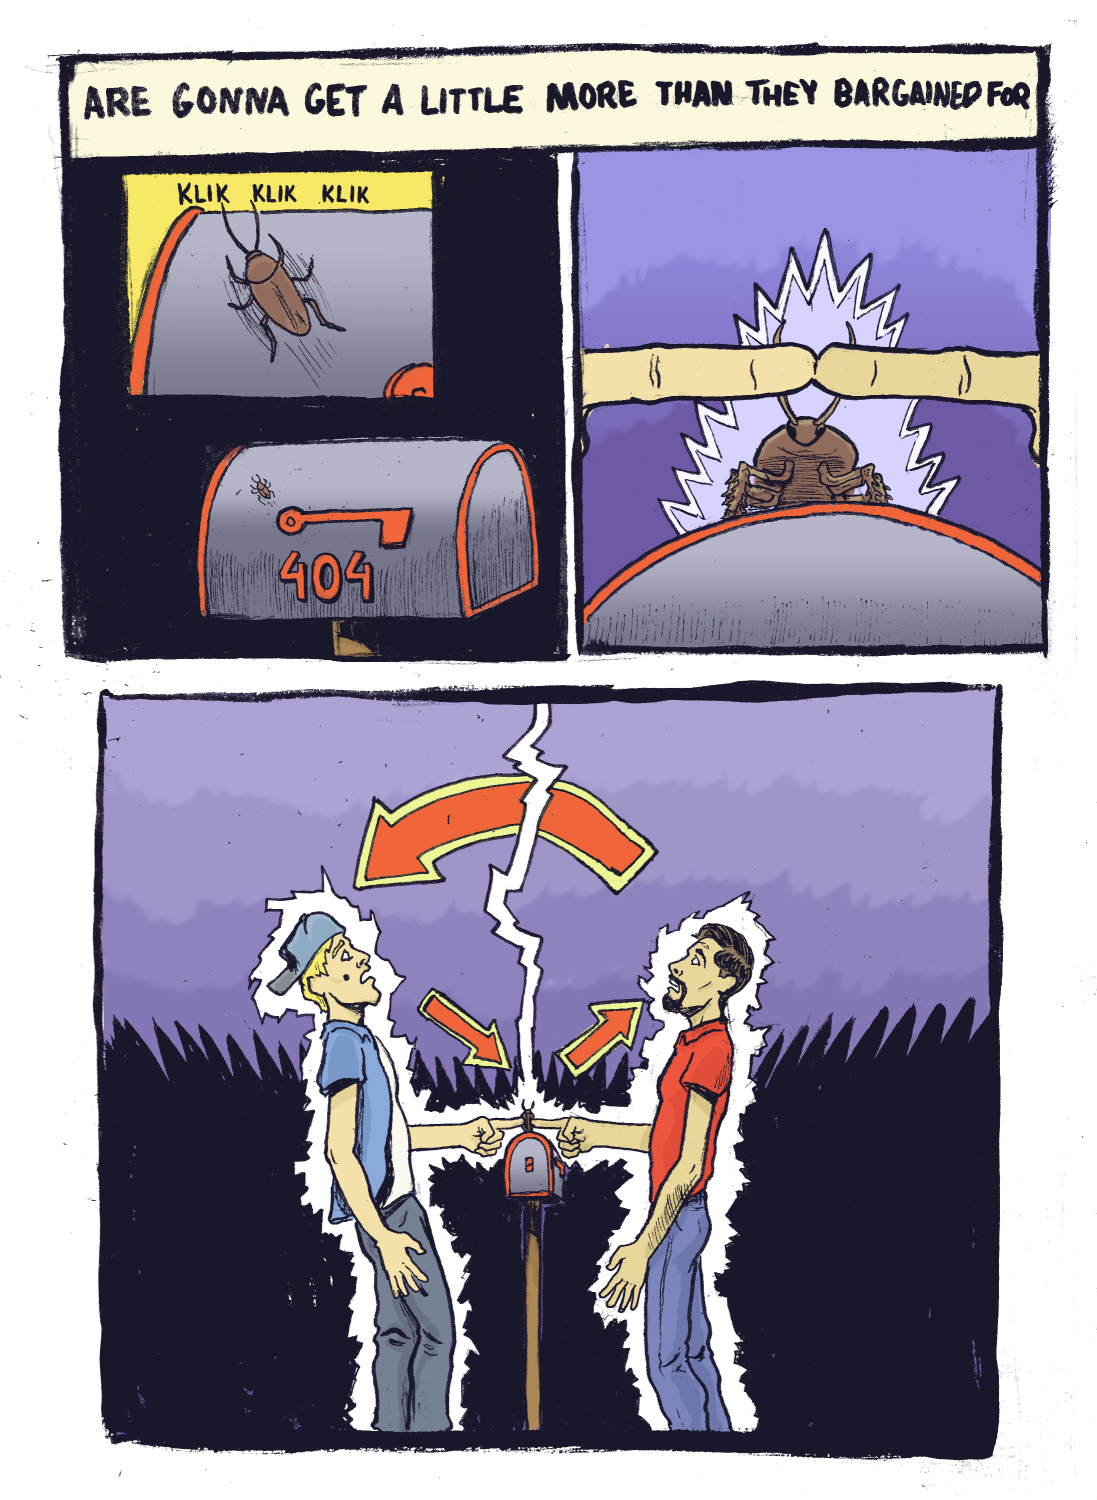 ARE GONNA GET A LITTLE MORE THAN THEY BARGAINED FOR
KLIK KLIK KLIK
404